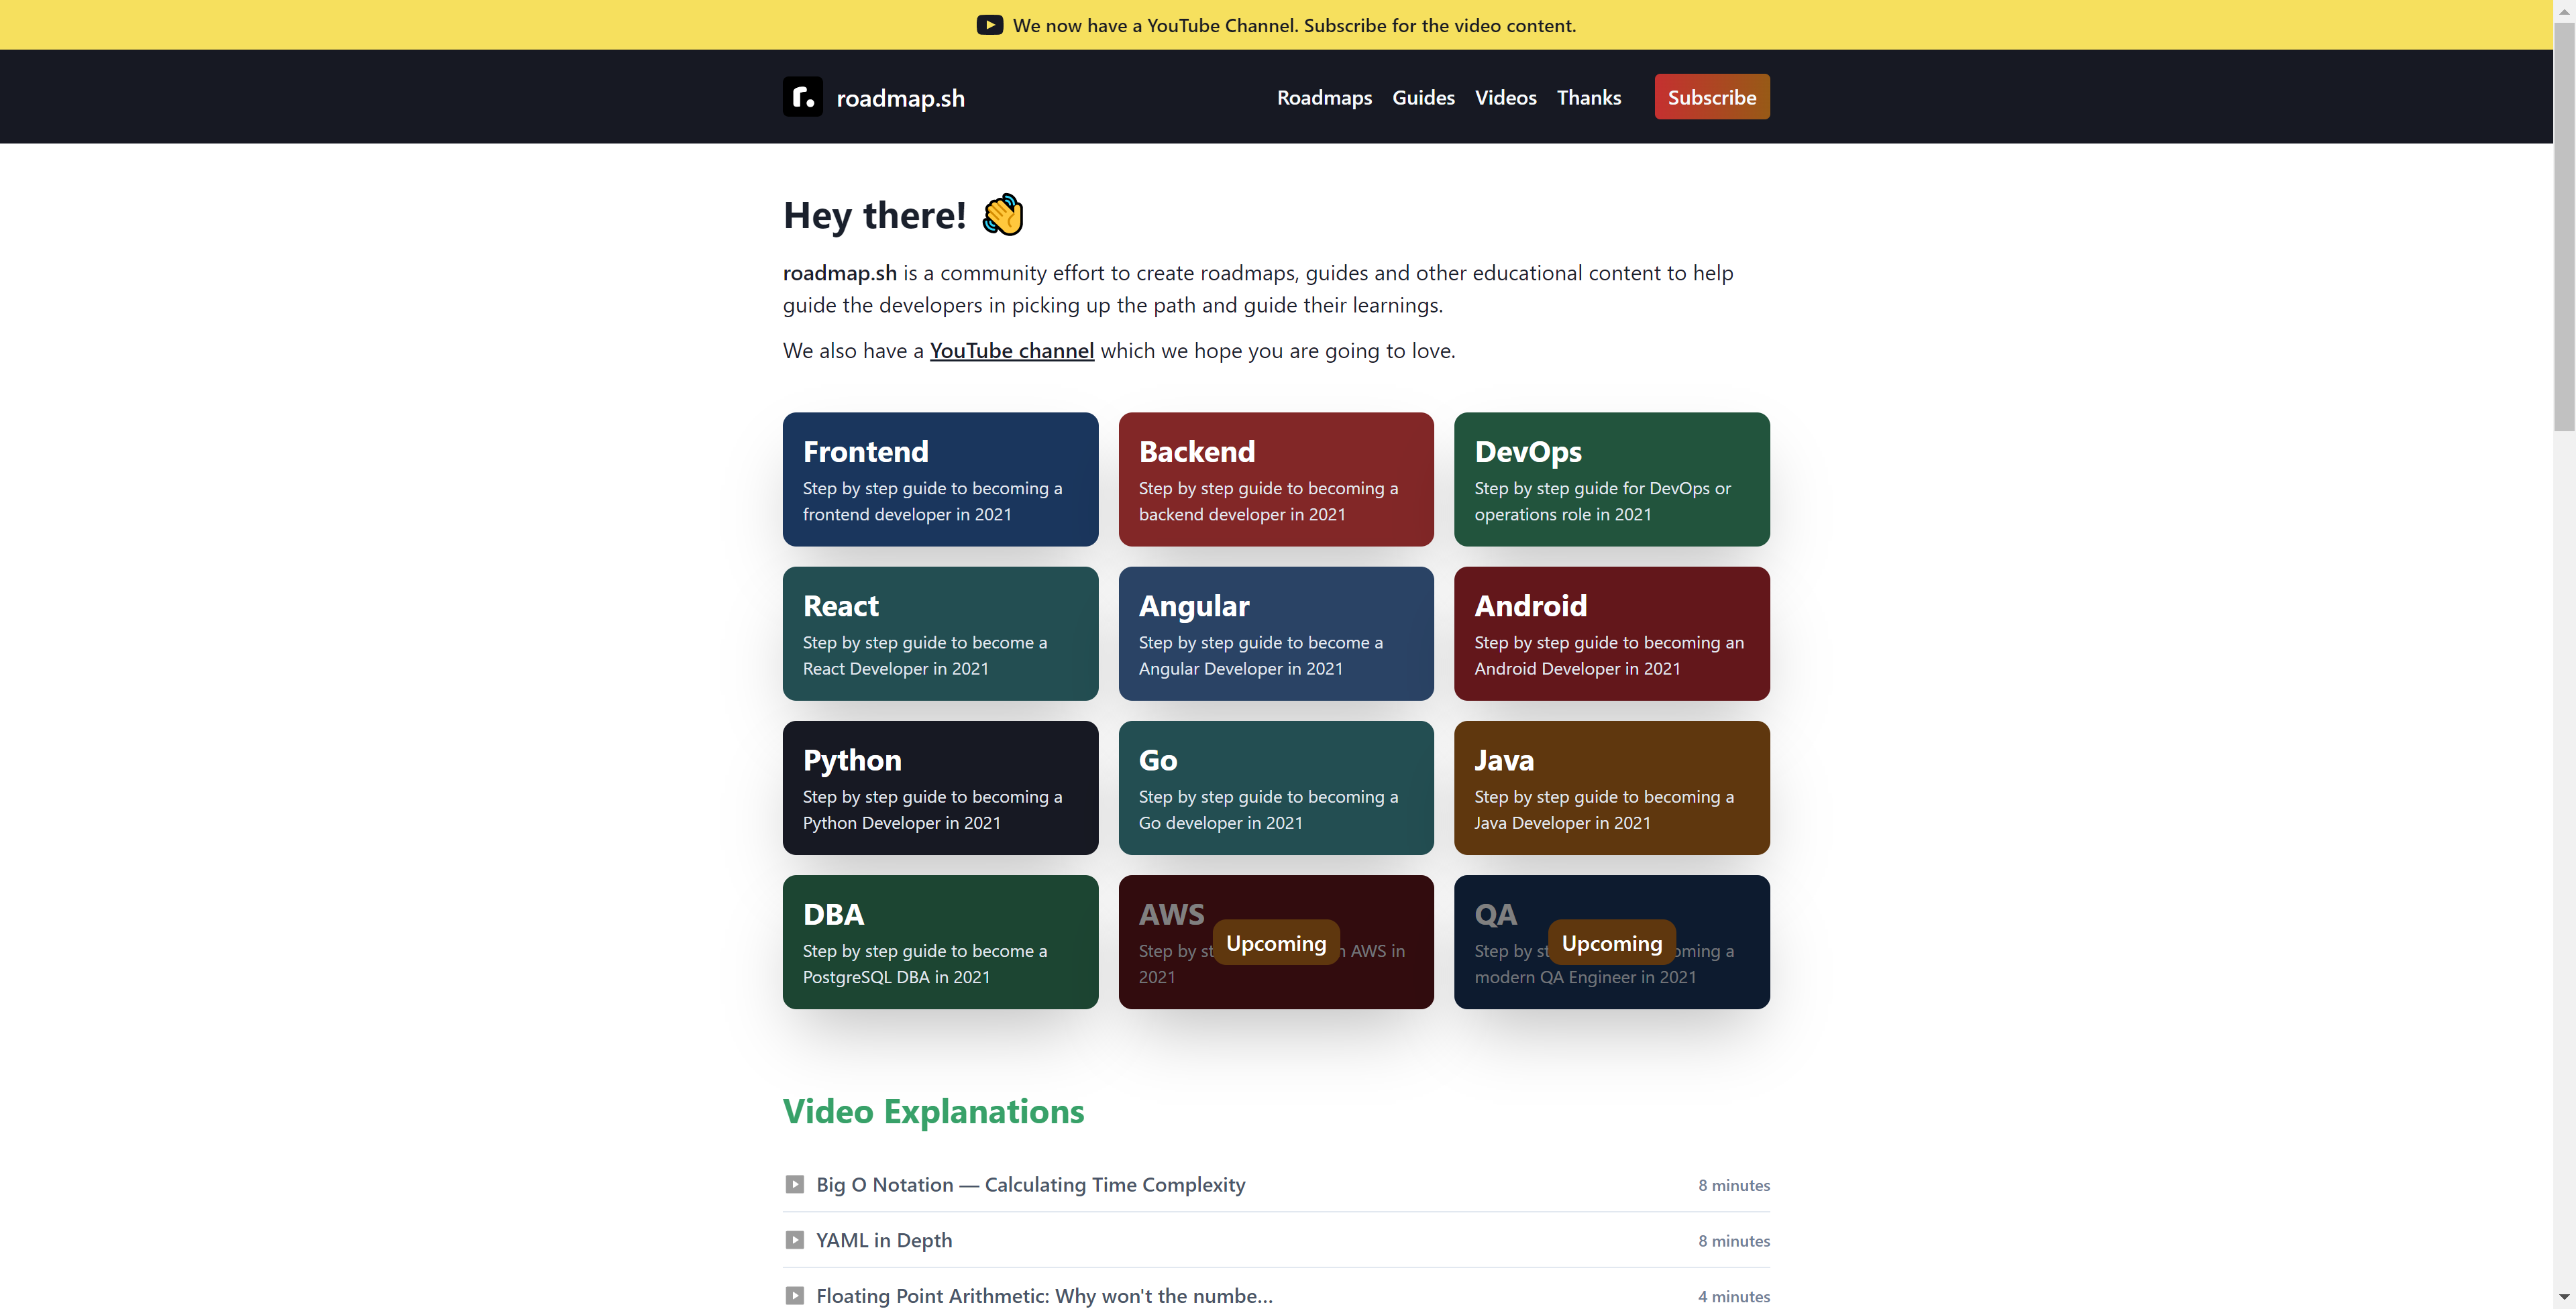 We now have a YouTube Channel. Subscribe for the video content.
r. roadmap.sh Roadmaps Guides Videos Thanks Subscribe
Hey there! 👋
roadmap.sh is a community effort to create roadmaps, guides and other educational content to help
guide the developers in picking up the path and guide their learnings.
We also have a YouTube channel which we hope you are going to love.
Frontend
Step by step guide to becoming a
frontend developer in 2021
Backend
Step by step guide to becoming a
backend developer in 2021
DevOps
Step by step guide for DevOps or
operations role in 2021
React
Step by step guide to become a
React Developer in 2021
Angular
Step by step guide to become a
Angular Developer in 2021
Android
Step by step guide to becoming an
Android Developer in 2021
Python
Step by step guide to becoming a
Python Developer in 2021
Go
Step by step guide to becoming a
Go developer in 2021
Java
Step by step guide to becoming a
Java Developer in 2021
DBA
Step by step guide to become a
PostgreSQL DBA in 2021
AWS
Upcoming
Step by AWS in
2021
QA
Upcoming
Step by a
modern QA Engineer in 2021
Video Explanations
Big O Notation — Calculating Time Complexity 8 minutes
YAML in Depth 8 minutes
Floating Point Arithmetic: Why won't the numbe... 4 minutes